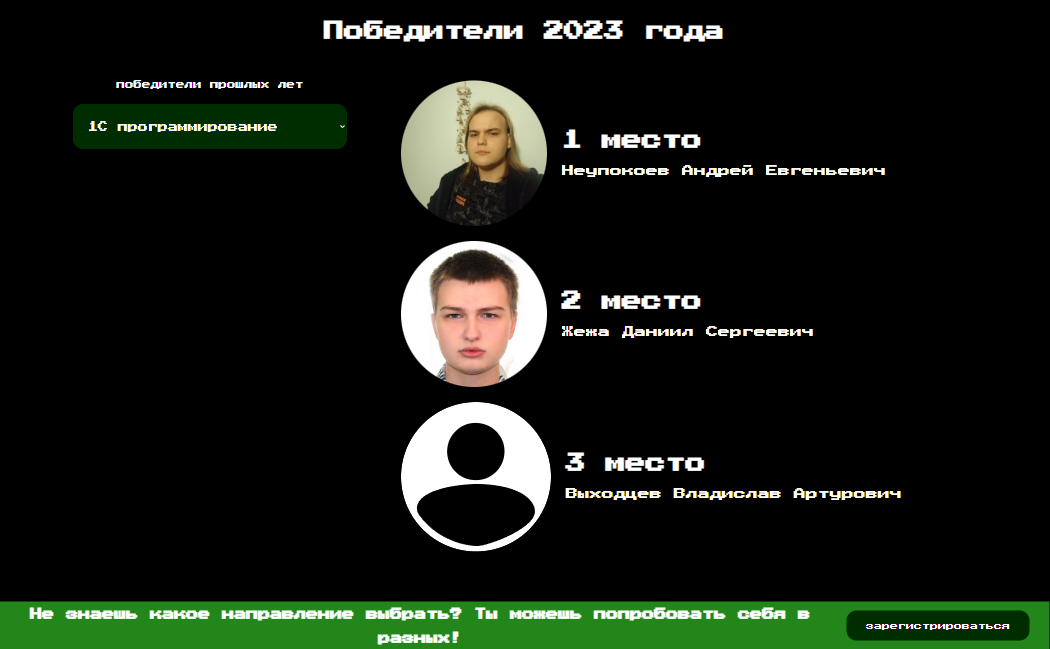 Победители 2023 года
победители прошлых лет
1С программирование
1 место
Неупокоев Андрей Евгеньевич
2 место
Жежа Даниил Сергеевич
3 место
Выходцев Владислав Артурович
Не знаешь какое направление выбрать? Ты можешь попробовать себя в
разных!
зарегистрироваться